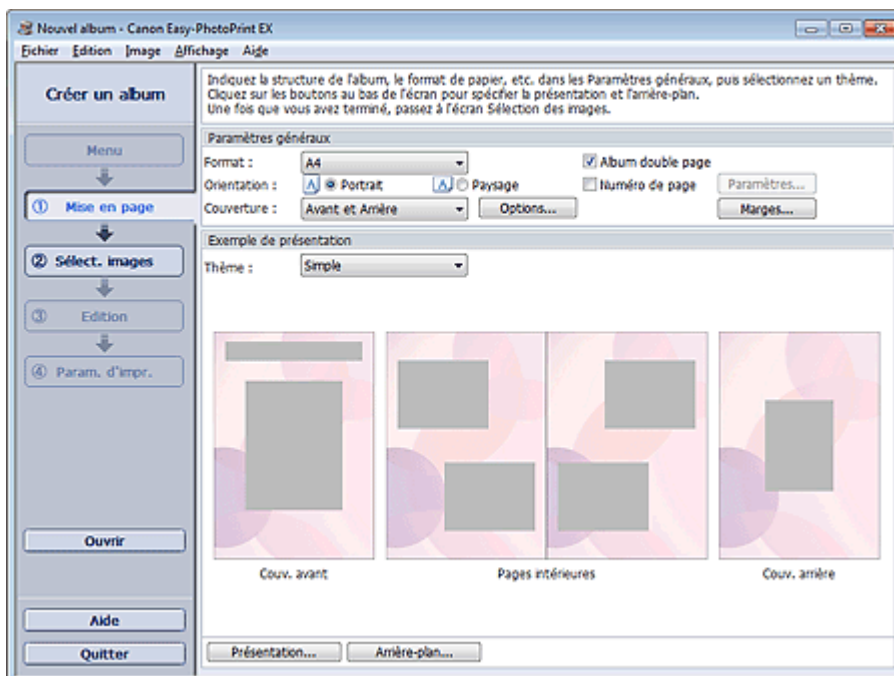 Nouvel album - Canon Easy-PhotoPrint EX
Fichier Edition Image Affichage Aide
Créer un album
Indiquez la structure de l'album, le format de papier, etc. dans les Paramètres généraux, puis sélectionnez un thème.
Cliquez sur les boutons au bas de l'écran pour spécifier la présentation et l'arrière-plan.
Une fois que vous avez terminé, passez à l'écran Sélection des images.
Menu
① Mise en page
② Sélect. images
③ Edition
④ Param. d'impr.
Ouvrir
Aide
Quitter
Paramètres généraux
Format : A4 Album double page
Orientation : A Portrait A Paysage Numéro de page Paramètres...
Couverture : Avant et Arrière Options... Marges...
Exemple de présentation
Thème : Simple
Couv. avant Pages intérieures Couv. arrière
Présentation... Arrière-plan...